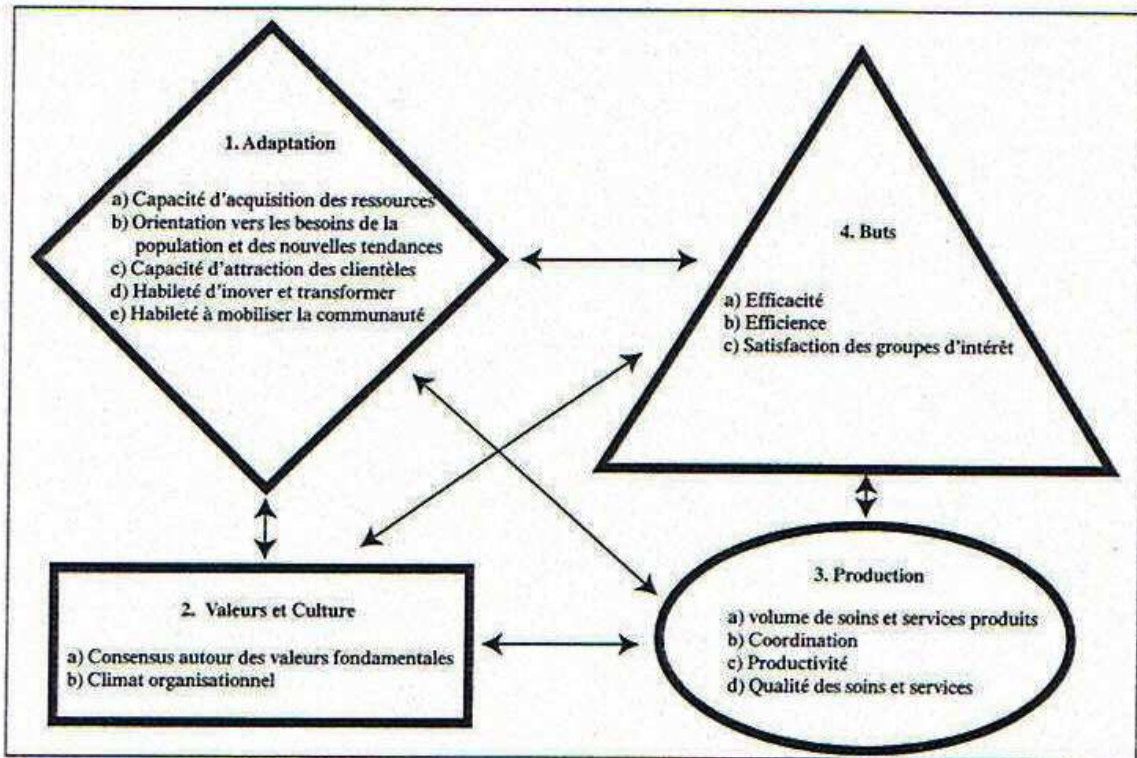 1. Adaptation
a) Capacité d'acquisition des ressources
b) Orientation vers les besoins de la
population et des nouvelles tendances
c) Capacité d'attraction des clientèles
d) Habileté d'inover et transformer
e) Habileté à mobiliser la communauté
4. Buts
a) Efficacité
b) Efficience
c) Satisfaction des groupes d'intérêt
2. Valeurs et Culture
a) Consensus autour des valeurs fondamentales
b) Climat organisationnel
3. Production
a) volume de soins et services produits
b) Coordination
c) Productivité
d) Qualité des soins et services